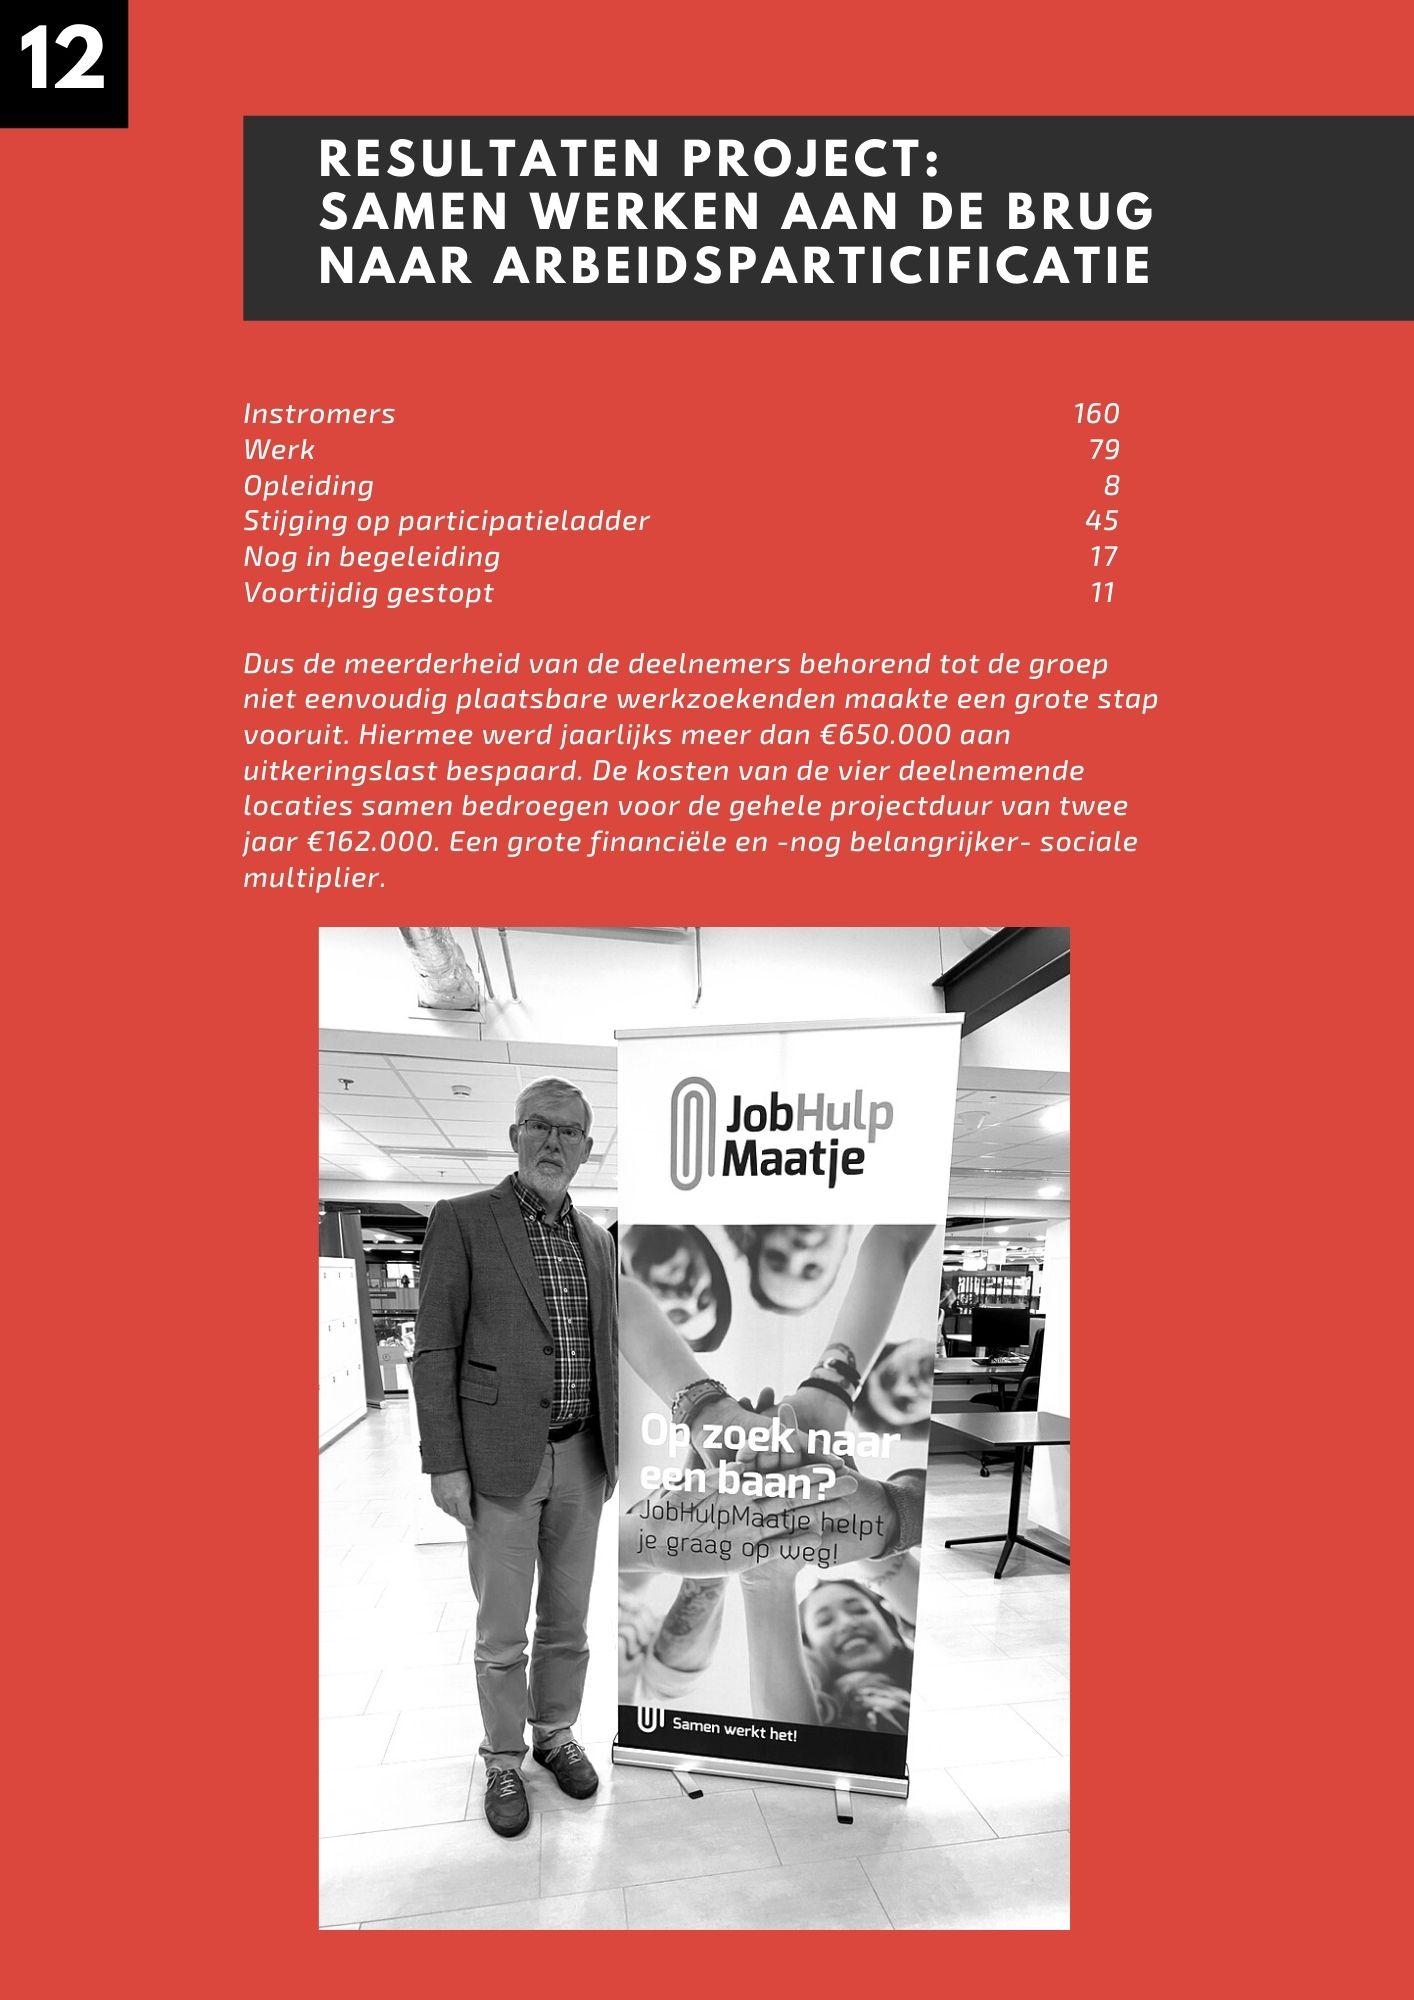 12
RESULTATEN PROJECT:
SAMEN WERKEN AAN DE BRUG
NAAR ARBEIDSPARTICIFICATIE
Instromers 160
Werk 79
Opleiding 8
Stijging op participatieladder 45
Nog in begeleiding 17
Voortijdig gestopt 11
Dus de meerderheid van de deelnemers behorend tot de groep
niet eenvoudig plaatsbare werkzoekenden maakte een grote stap
vooruit. Hiermee werd jaarlijks meer dan €650.000 aan
uitkeringslast bespaard. De kosten van de vier deelnemende
locaties samen bedroegen voor de gehele projectduur van twee
jaar €162.000. Een grote financiële en -nog belangrijker- sociale
multiplier.
JobHulp
Maatje
Op zoek naar
een baan?
JobHulpMaatje helpt
je graag op weg!
Samen werkt het!